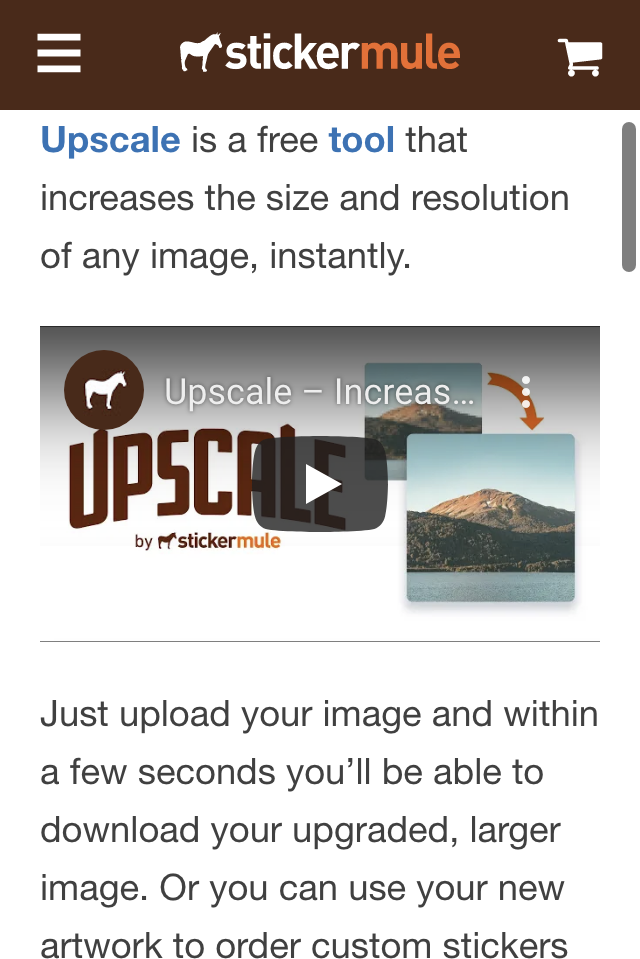 stickermule
Upscale is a free tool that
increases the size and resolution
of any image, instantly.
Upscale – Increas...
UPSCALE
by stickermule
Just upload your image and within
a few seconds you’ll be able to
download your upgraded, larger
image. Or you can use your new
artwork to order custom stickers